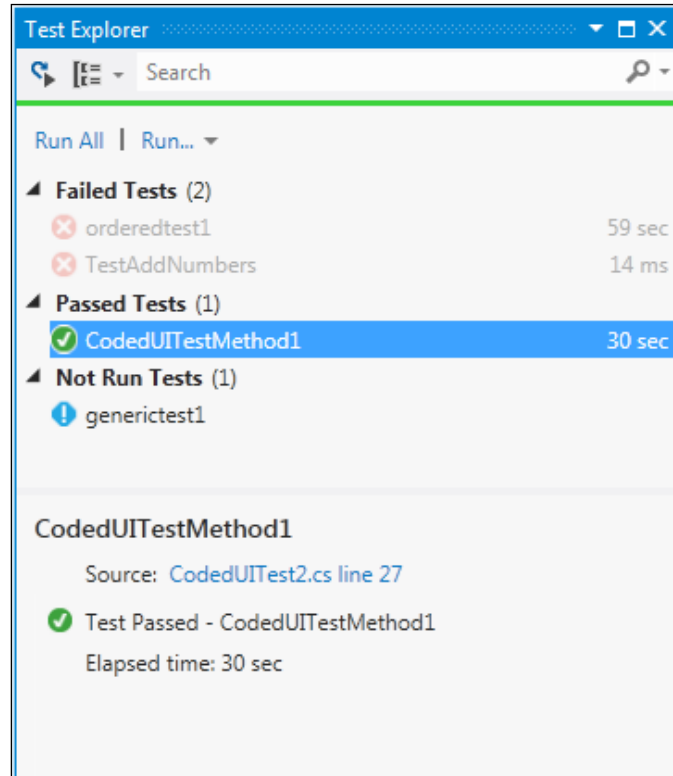 Test Explorer
Search
Run All | Run...
Failed Tests (2)
orderedtest1 59 sec
TestAddNumbers 14 ms
Passed Tests (1)
CodedUITestMethod1 30 sec
Not Run Tests (1)
generictest1
CodedUITestMethod1
Source: CodedUITest2.cs line 27
Test Passed - CodedUITestMethod1
Elapsed time: 30 sec